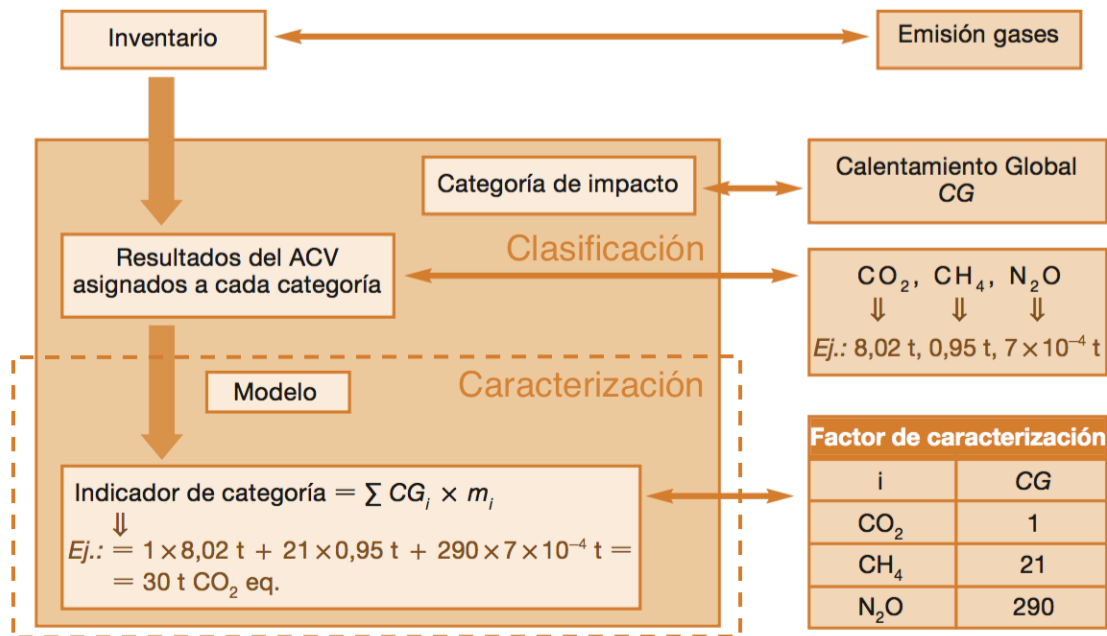 Inventario
Emisión gases
Categoría de impacto
Calentamiento Global
CG
Clasificación
Resultados del ACV
asignados a cada categoría
CO₂, CH₄, N₂O
⇓ ⇓ ⇓
Ej.: 8,02 t, 0,95 t, 7 × 10⁻⁴ t
Caracterización
Modelo
Indicador de categoría = ∑ CGᵢ × mᵢ
⇓
Ej.: = 1 × 8,02 t + 21 × 0,95 t + 290 × 7 × 10⁻⁴ t =
= 30 t CO₂ eq.
Factor de caracterización
i CG
CO₂ 1
CH₄ 21
N₂O 290